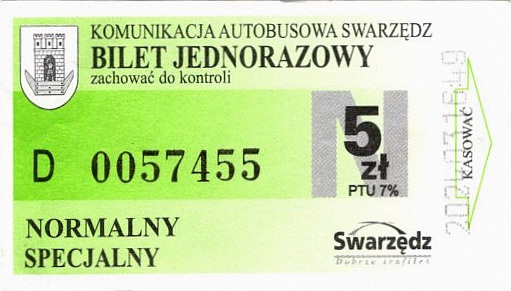 KOMUNIKACJA AUTOBUSOWA SWARZĘDZ
BILET JEDNORAZOWY
zachować do kontroli
N
5
zł
PTU 7%
D 0057455
NORMALNY
SPECJALNY
Swarzędz
Dobrze trafiłeś
KASOWAĆ